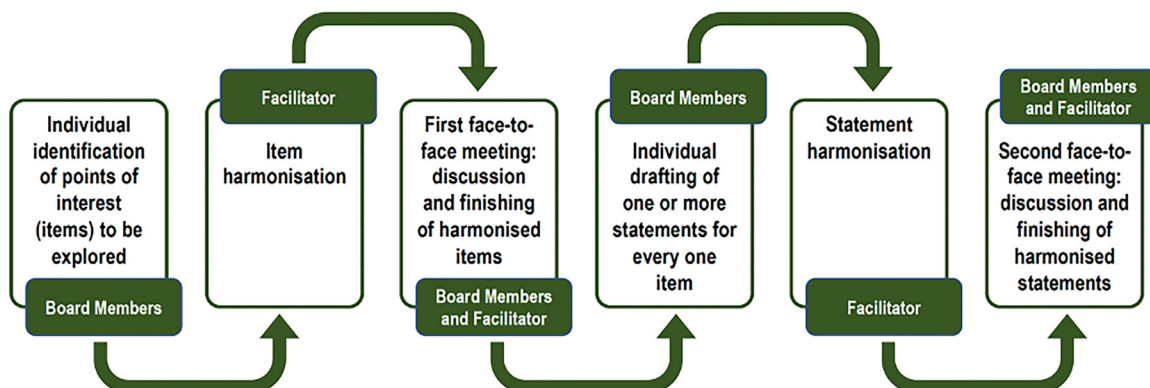 Individual
identification
of points of
interest
(items) to be
explored
Board Members
Facilitator
Item
harmonisation
First face-to-
face meeting:
discussion
and finishing
of harmonised
items
Board Members
and Facilitator
Board Members
Individual
drafting of
one or more
statements for
every one
item
Statement
harmonisation
Facilitator
Board Members
and Facilitator
Second face-to-
face meeting:
discussion and
finishing of
harmonised
statements